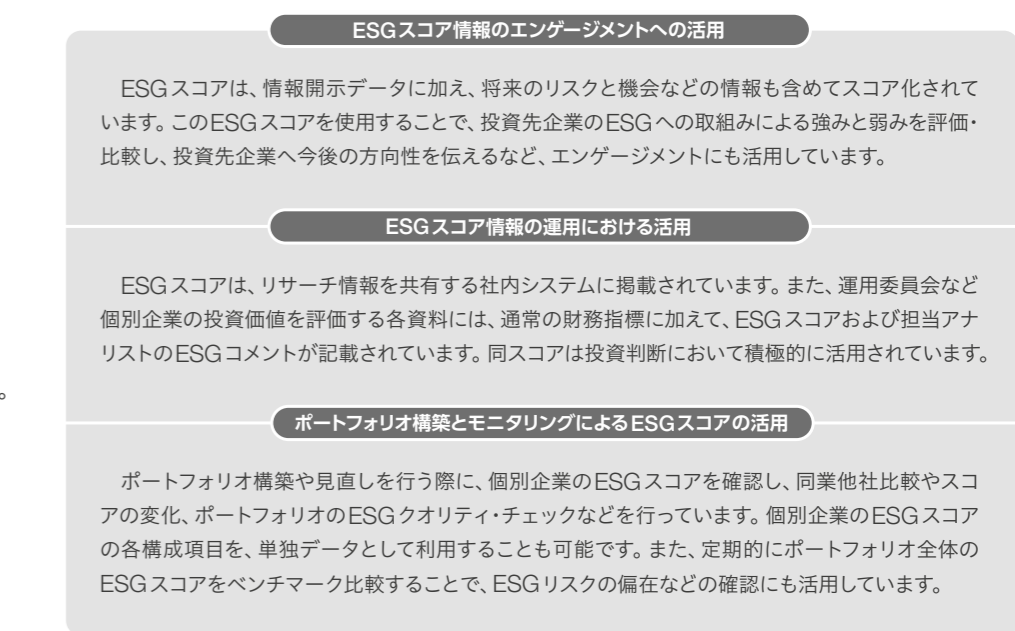 ESGスコア情報のエンゲージメントへの活用
ESGスコアは、情報開示データに加え、将来のリスクと機会などの情報も含めてスコア化されて
います。このESGスコアを使用することで、投資先企業のESGへの取組みによる強みと弱みを評価・
比較し、投資先企業へ今後の方向性を伝えるなど、エンゲージメントにも活用しています。
ESGスコア情報の運用における活用
ESGスコアは、リサーチ情報を共有する社内システムに掲載されています。また、運用委員会など
個別企業の投資価値を評価する各資料には、通常の財務指標に加えて、ESGスコアおよび担当アナ
リストのESGコメントが記載されています。同スコアは投資判断において積極的に活用されています。
。
ポートフォリオ構築とモニタリングによるESGスコアの活用
ポートフォリオ構築や見直しを行う際に、個別企業のESGスコアを確認し、同業他社比較やスコ
アの変化、ポートフォリオのESGクオリティ・チェックなどを行っています。個別企業のESGスコア
の各構成項目を、単独データとして利用することも可能です。また、定期的にポートフォリオ全体の
ESGスコアをベンチマーク比較することで、ESGリスクの偏在などの確認にも活用しています。